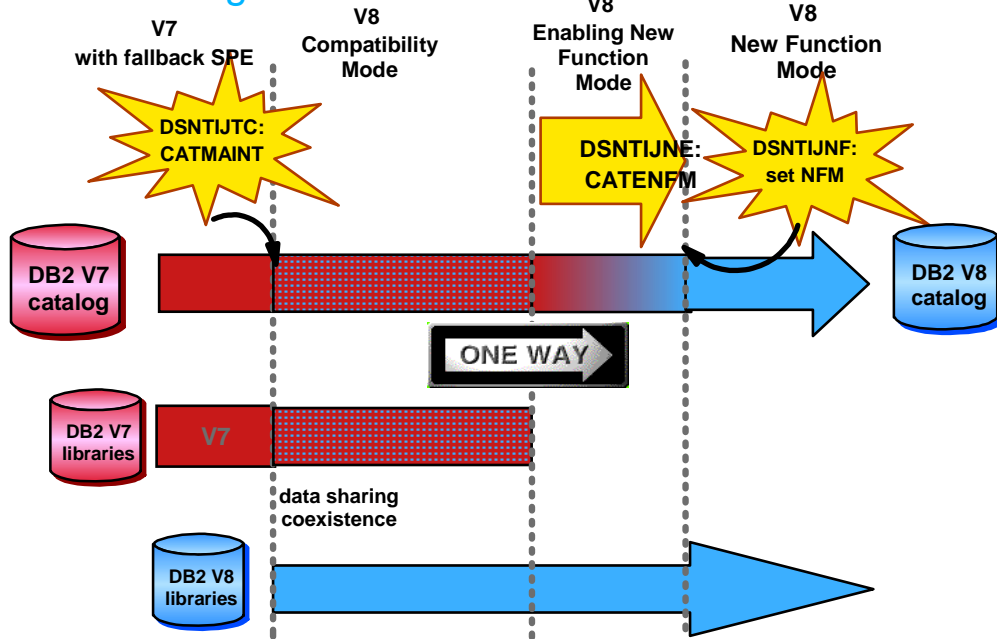 V7
with fallback SPE
V8
Compatibility
Mode
V8
Enabling New
Function
Mode
V8
New Function
Mode
DSNTIJTC:
CATMAINT
DSNTIJNE:
CATENFM
DSNTIJNF:
set NFM
DB2 V7
catalog
DB2 V8
catalog
ONE WAY
DB2 V7
libraries
V7
data sharing
coexistence
DB2 V8
libraries